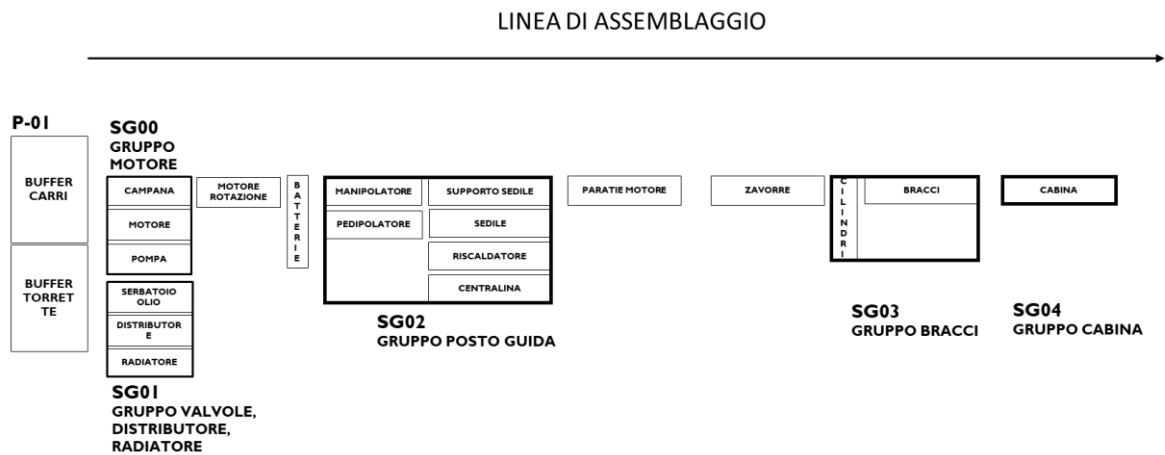 LINEA DI ASSEMBLAGGIO
P-01
BUFFER
CARRI
BUFFER
TORRET
TE
SG00
GRUPPO
MOTORE
CAMPANA
MOTORE
POMPA
SERBATOIO
OLIO
DISTRIBUTOR
E
RADIATORE
SG01
GRUPPO VALVOLE,
DISTRIBUTORE,
RADIATORE
MOTORE
ROTAZIONE
B
A
T
T
E
R
I
E
MANIPOLATORE
PEDIPOLATORE
SUPPORTO SEDILE
SEDILE
RISCALDATORE
CENTRALINA
SG02
GRUPPO POSTO GUIDA
PARATIE MOTORE
ZAVORRE
C
I
L
I
N
D
R
I
BRACCI
SG03
GRUPPO BRACCI
CABINA
SG04
GRUPPO CABINA